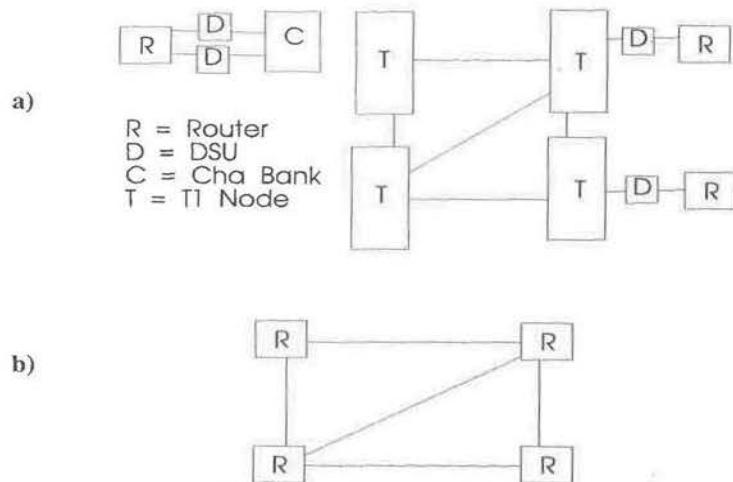 R D D C
a)
R = Router
D = DSU
C = Cha Bank
T = T1 Node
T T D R
T T D R
b)
R R
R R